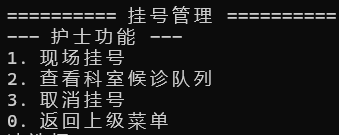 ========== 挂号管理 ==========
--- 护士功能 ---
1. 现场挂号
2. 查看科室候诊队列
3. 取消挂号
0. 返回上级菜单